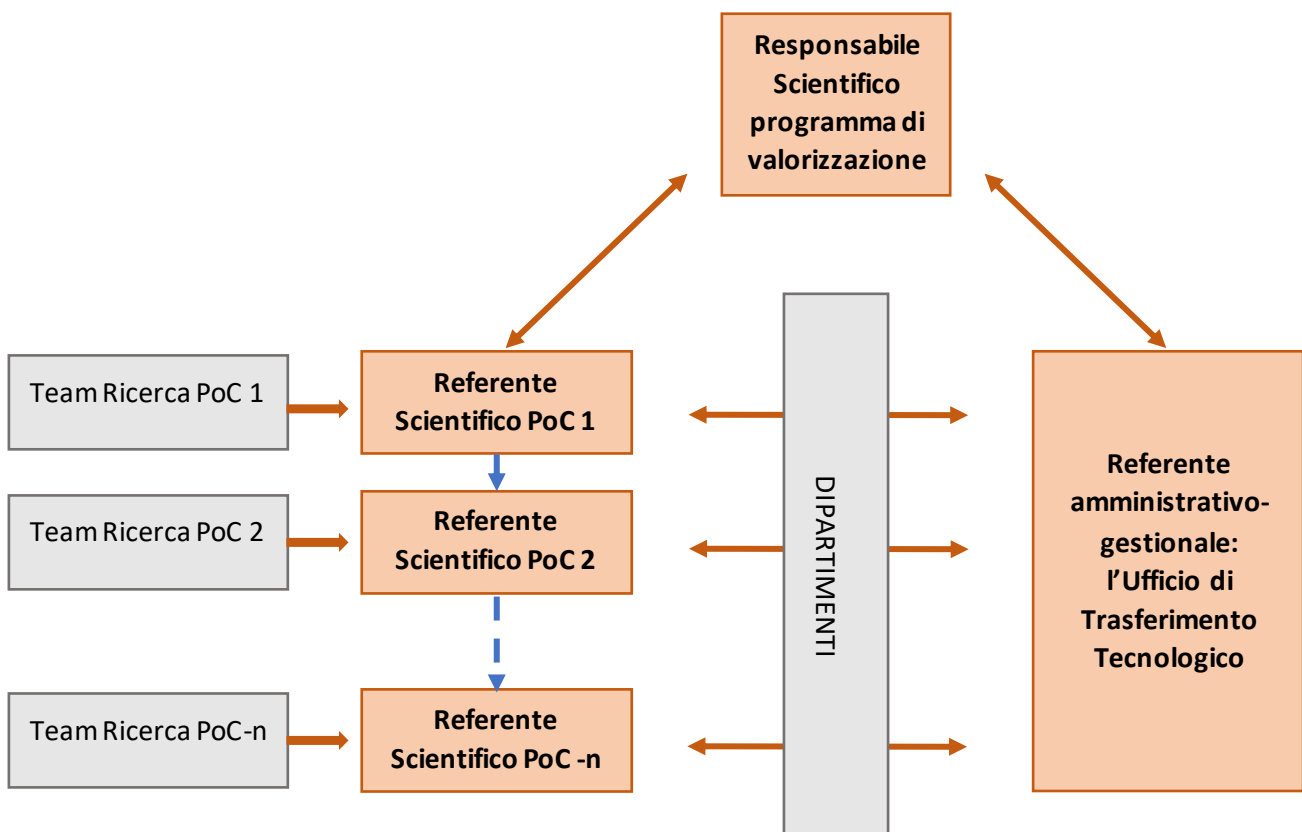 Responsabile
Scientifico
programma di
valorizzazione
Team Ricerca PoC 1
Referente
Scientifico PoC 1
Team Ricerca PoC 2
Referente
Scientifico PoC 2
Team Ricerca PoC-n
Referente
Scientifico PoC -n
DIPARTIMENTI
Referente
amministrativo-
gestionale:
l’Ufficio di
Trasferimento
Tecnologico